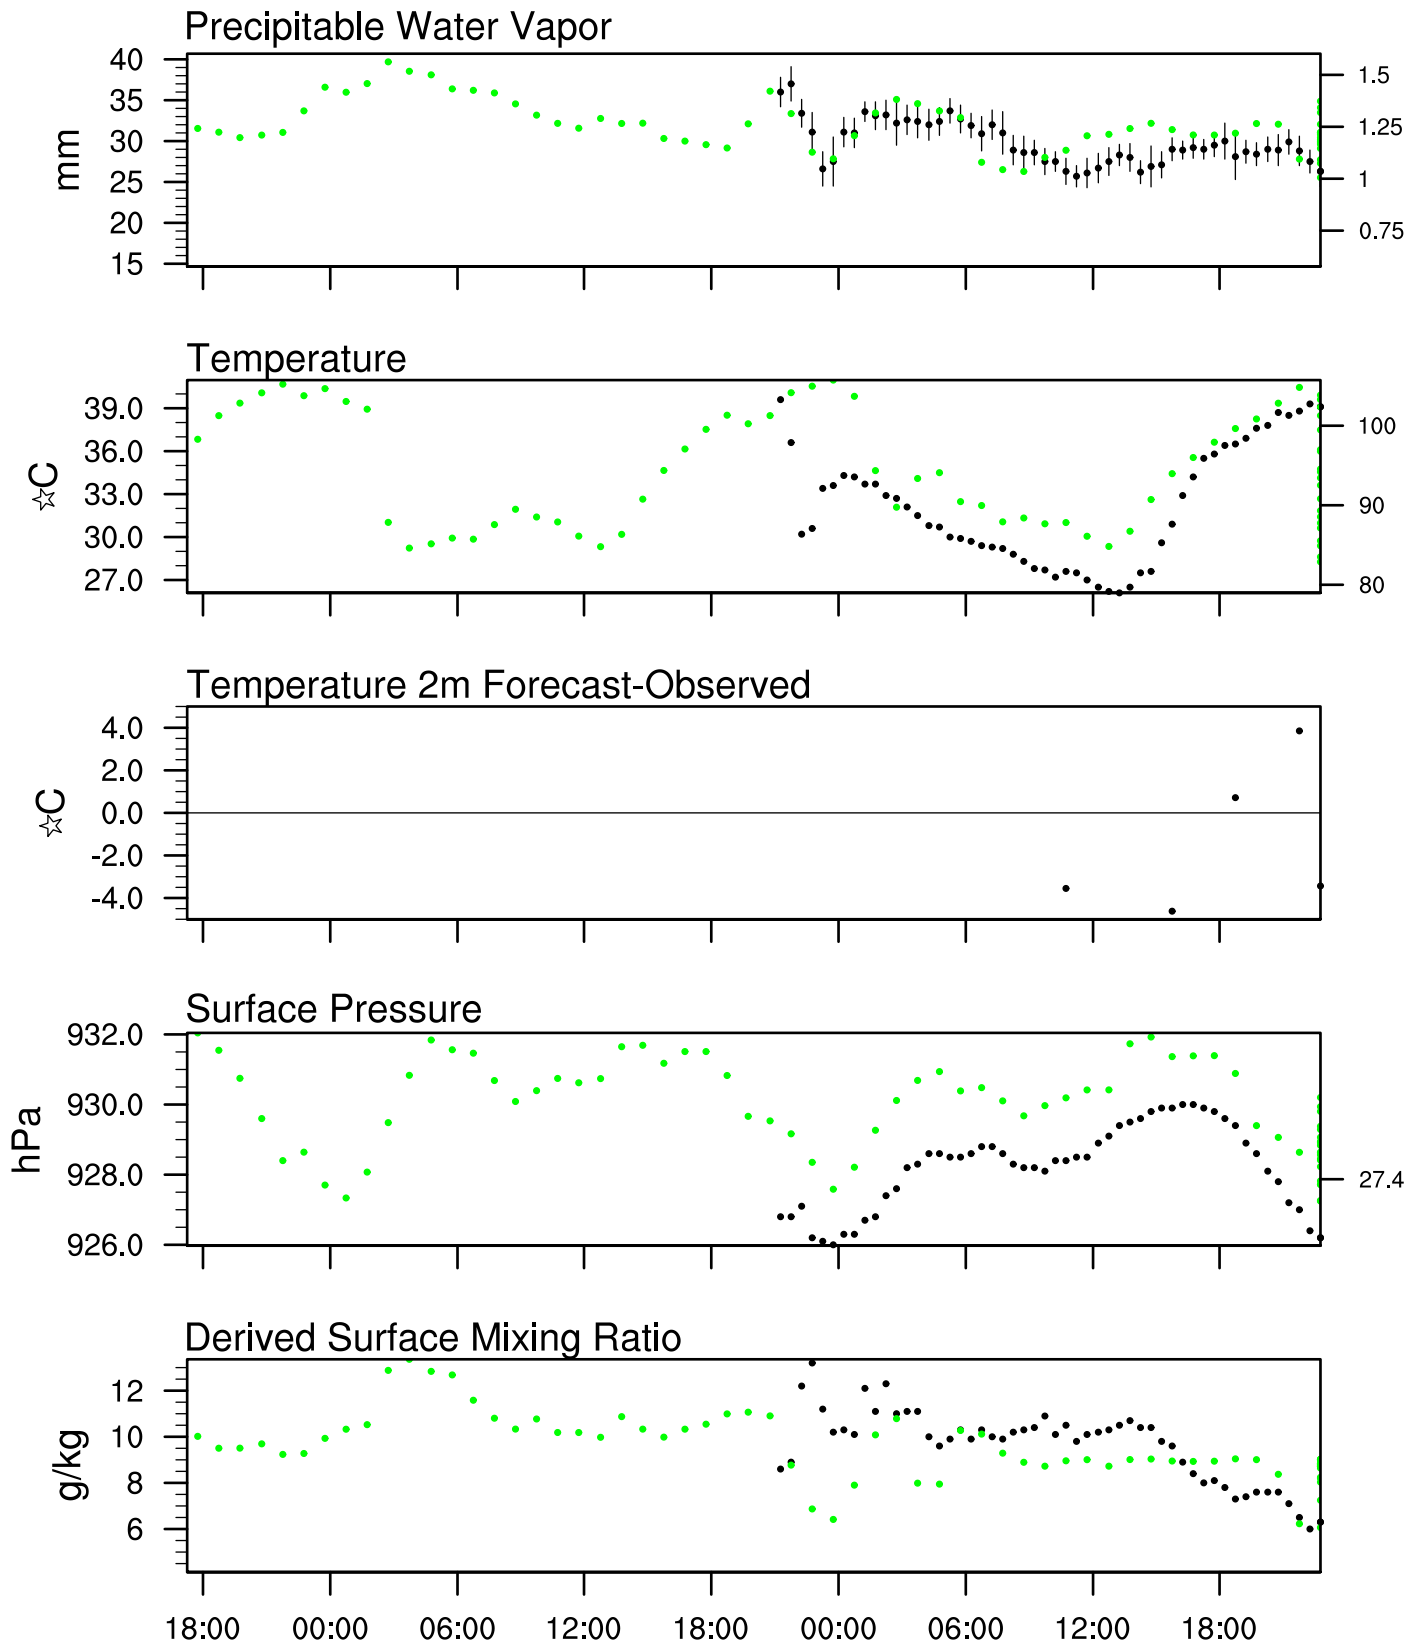 Precipitable Water Vapor
40
35
30
25
20
15
mm
1.5
1.25
1
0.75
Temperature
39.0
36.0
33.0
30.0
27.0
☆C
100
90
80
Temperature 2m Forecast-Observed
4.0
2.0
0.0
-2.0
-4.0
☆C
Surface Pressure
932.0
930.0
928.0
926.0
hPa
27.4
Derived Surface Mixing Ratio
12
10
8
6
g/kg
18:00 00:00 06:00 12:00 18:00 00:00 06:00 12:00 18:00